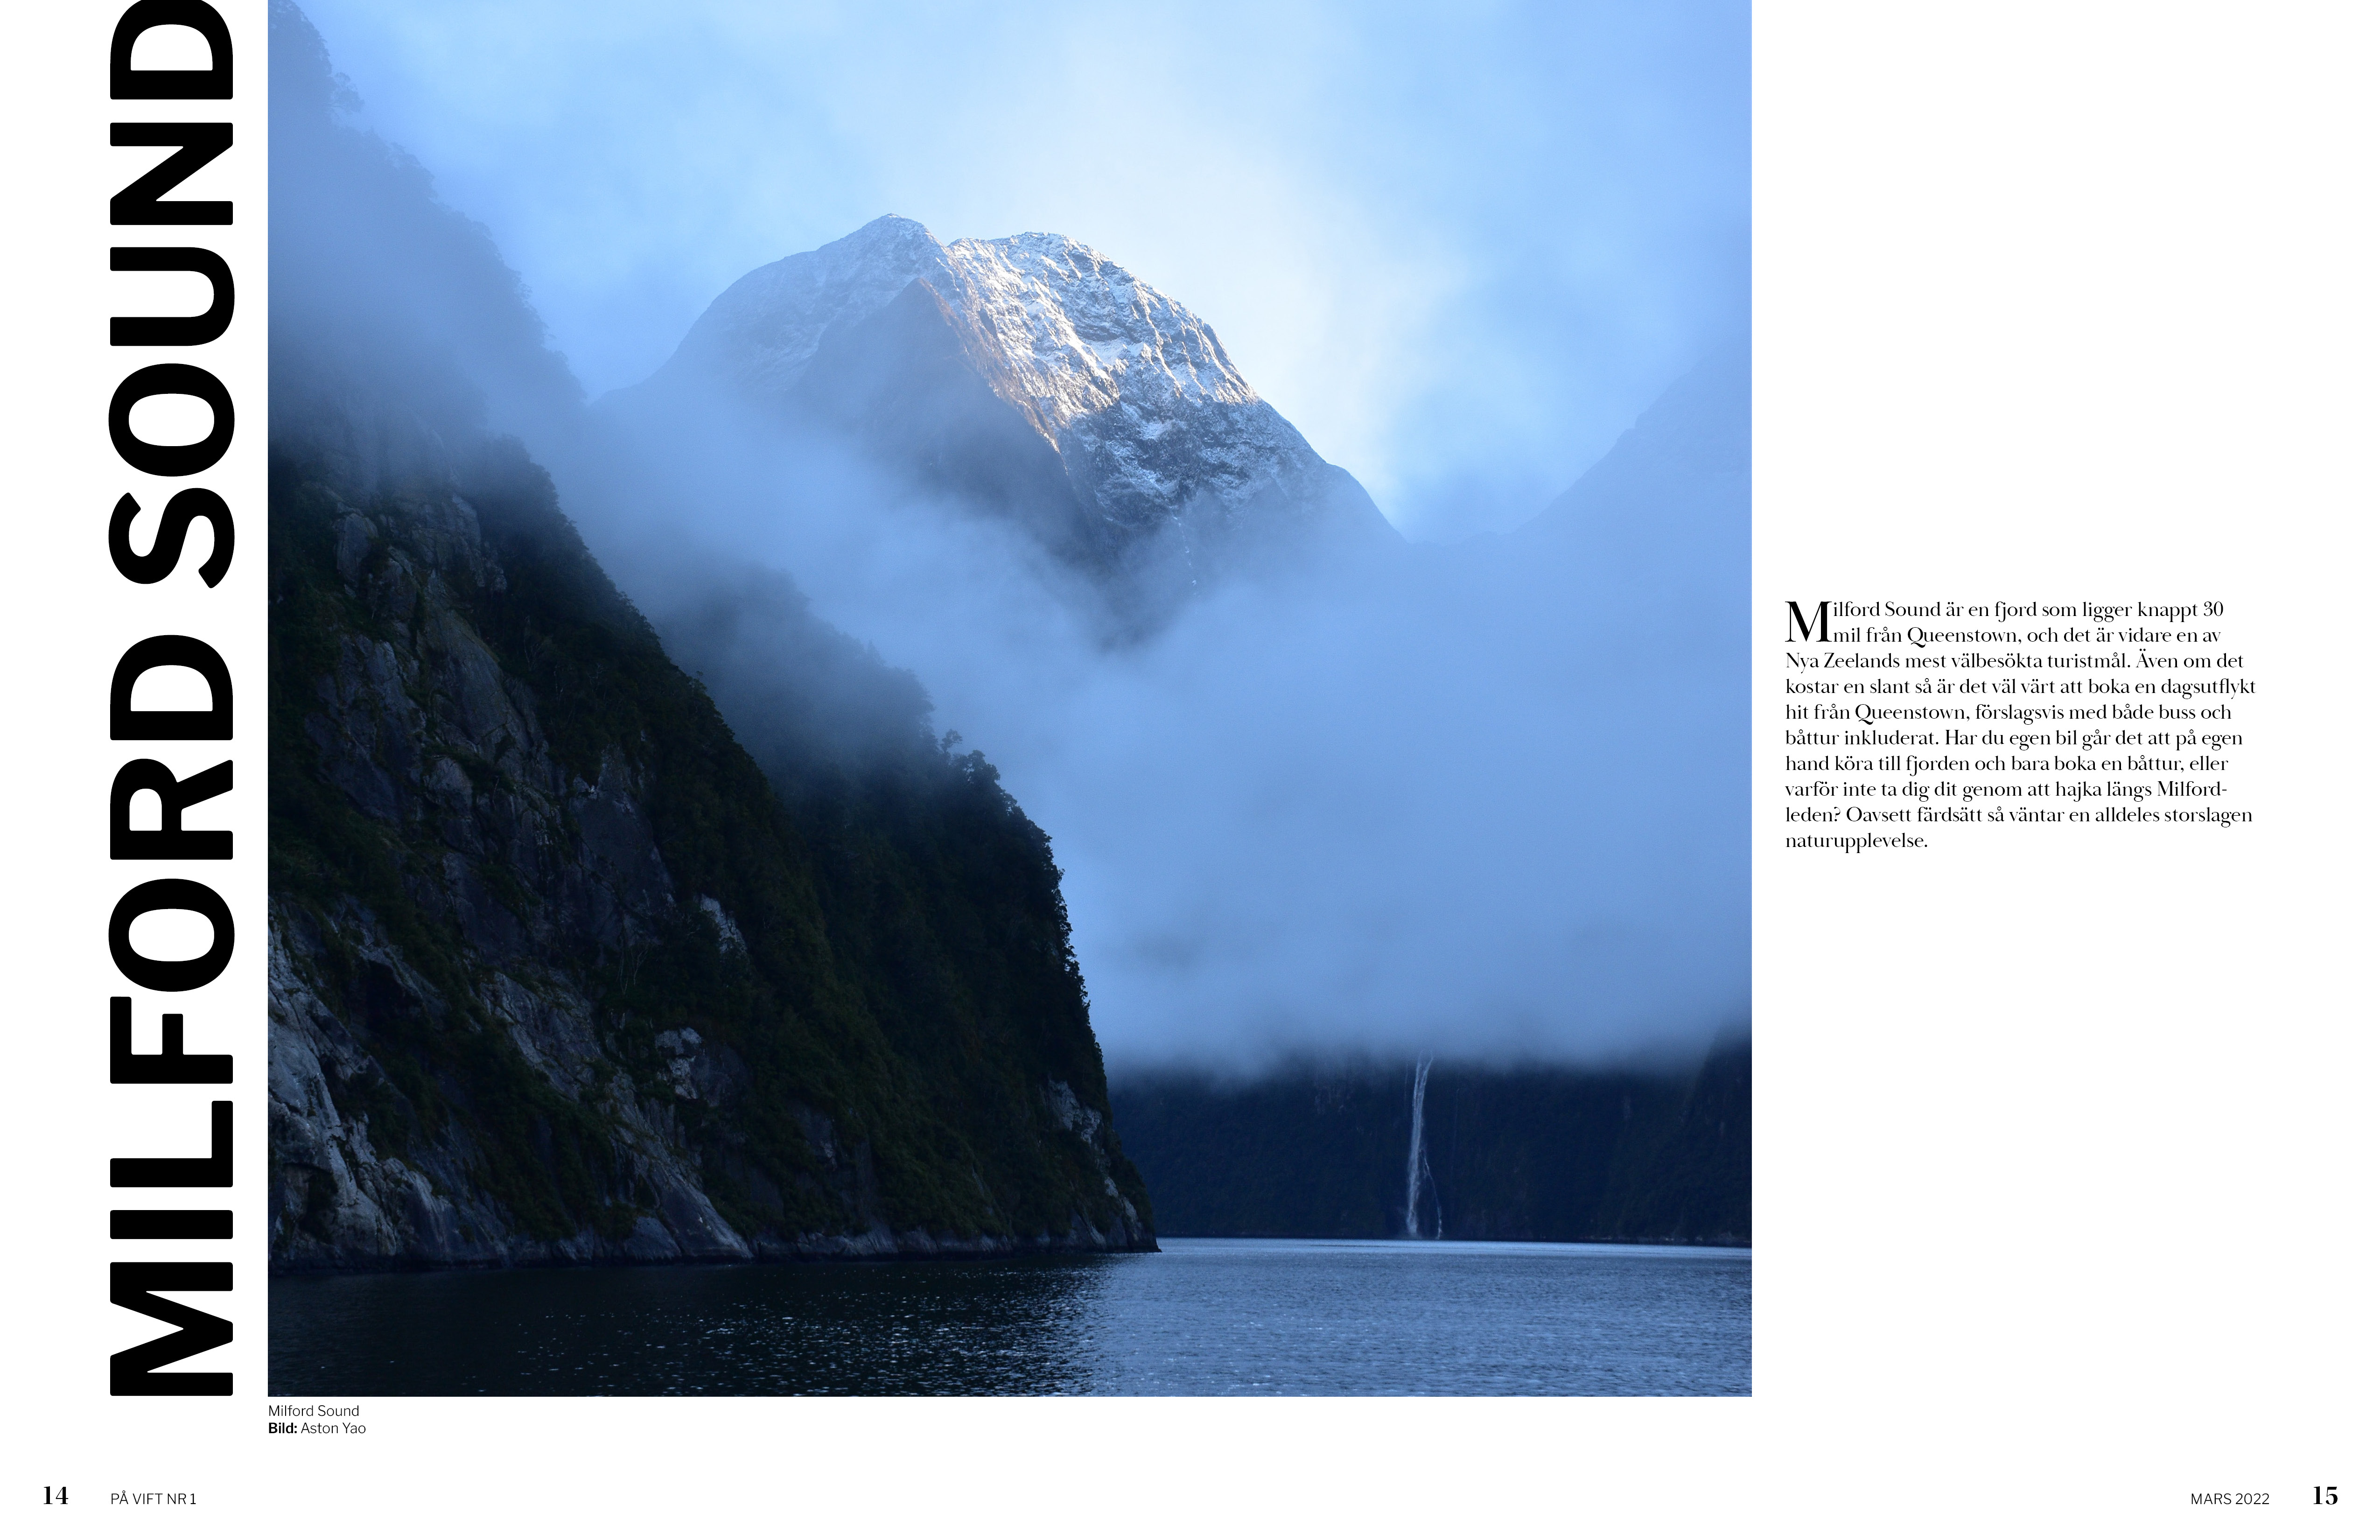 MILFORD SOUND
Milford Sound är en fjord som ligger knappt 30
mil från Queenstown, och det är vidare en av
Nya Zeelands mest välbesökta turistmål. Även om det
kostar en slant så är det väl värt att boka en dagsutflykt
hit från Queenstown, förslagsvis med både buss och
båttur inkluderat. Har du egen bil går det att på egen
hand köra till fjorden och bara boka en båttur, eller
varför inte ta dig dit genom att hajka längs Milford-
leden? Oavsett färdsätt så väntar en alldeles storslagen
naturupplevelse.
Milford Sound
Bild: Aston Yao
14 PÅ VIFT NR 1
MARS 2022 15